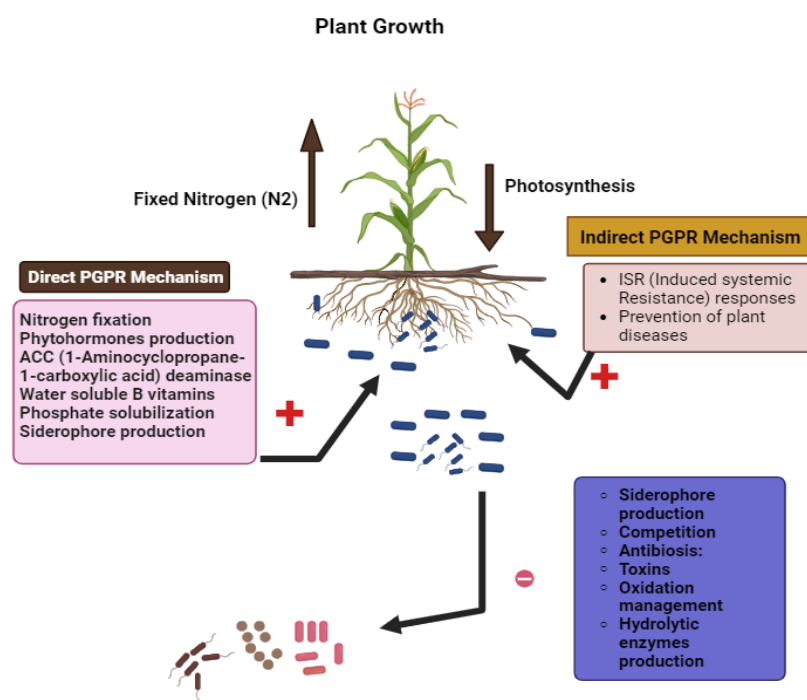 Plant Growth
Fixed Nitrogen (N2)
Photosynthesis
Direct PGPR Mechanism
Nitrogen fixation
Phytohormones production
ACC (1-Aminocyclopropane-
1-carboxylic acid) deaminase
Water soluble B vitamins
Phosphate solubilization
Siderophore production
Indirect PGPR Mechanism
ISR (Induced systemic
Resistance) responses
Prevention of plant
diseases
Siderophore
production
Competition
Antibiosis:
Toxins
Oxidation
management
Hydrolytic
enzymes
production